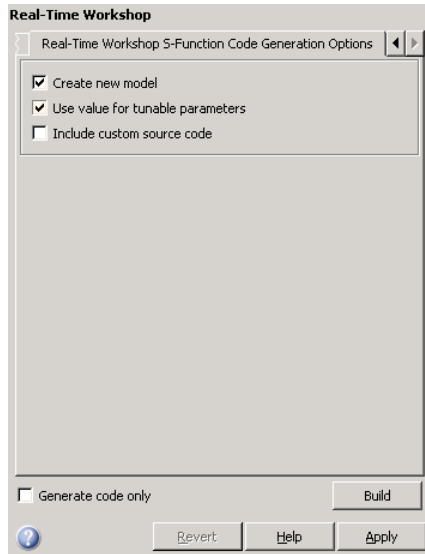 Real-Time Workshop
Real-Time Workshop S-Function Code Generation Options
Create new model
Use value for tunable parameters
Include custom source code
Generate code only
Build
Revert
Help
Apply